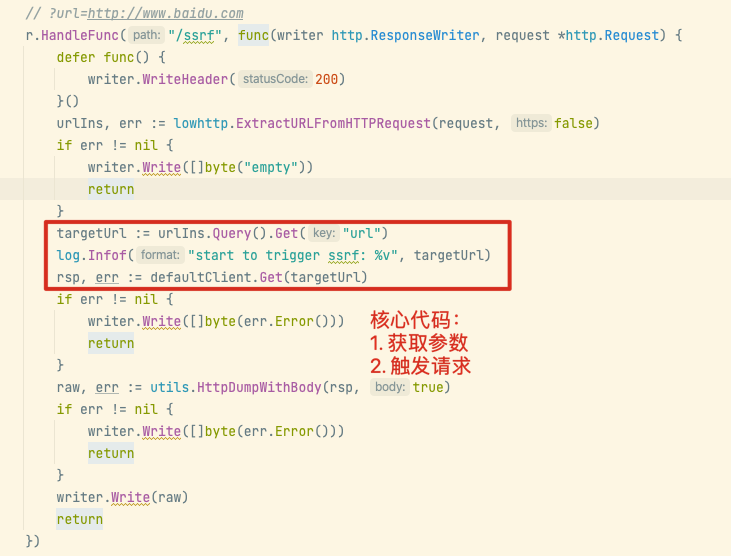 // ?url=http://www.baidu.com
r.HandleFunc( path: "/ssrf", func(writer http.ResponseWriter, request *http.Request) {
    defer func() {
        writer.WriteHeader( statusCode: 200)
    }()
    urlIns, err := lowhttp.ExtractURLFromHTTPRequest(request, https: false)
    if err != nil {
        writer.Write([]byte("empty"))
        return
    }
    targetUrl := urlIns.Query().Get( key: "url")
    log.Infof( format: "start to trigger ssrf: %v", targetUrl)
    rsp, err := defaultClient.Get(targetUrl)
    if err != nil {
        writer.Write([]byte(err.Error()))
        return
    }
    raw, err := utils.HttpDumpWithBody(rsp, body: true)
    if err != nil {
        writer.Write([]byte(err.Error()))
        return
    }
    writer.Write(raw)
    return
})
核心代码：
1. 获取参数
2. 触发请求